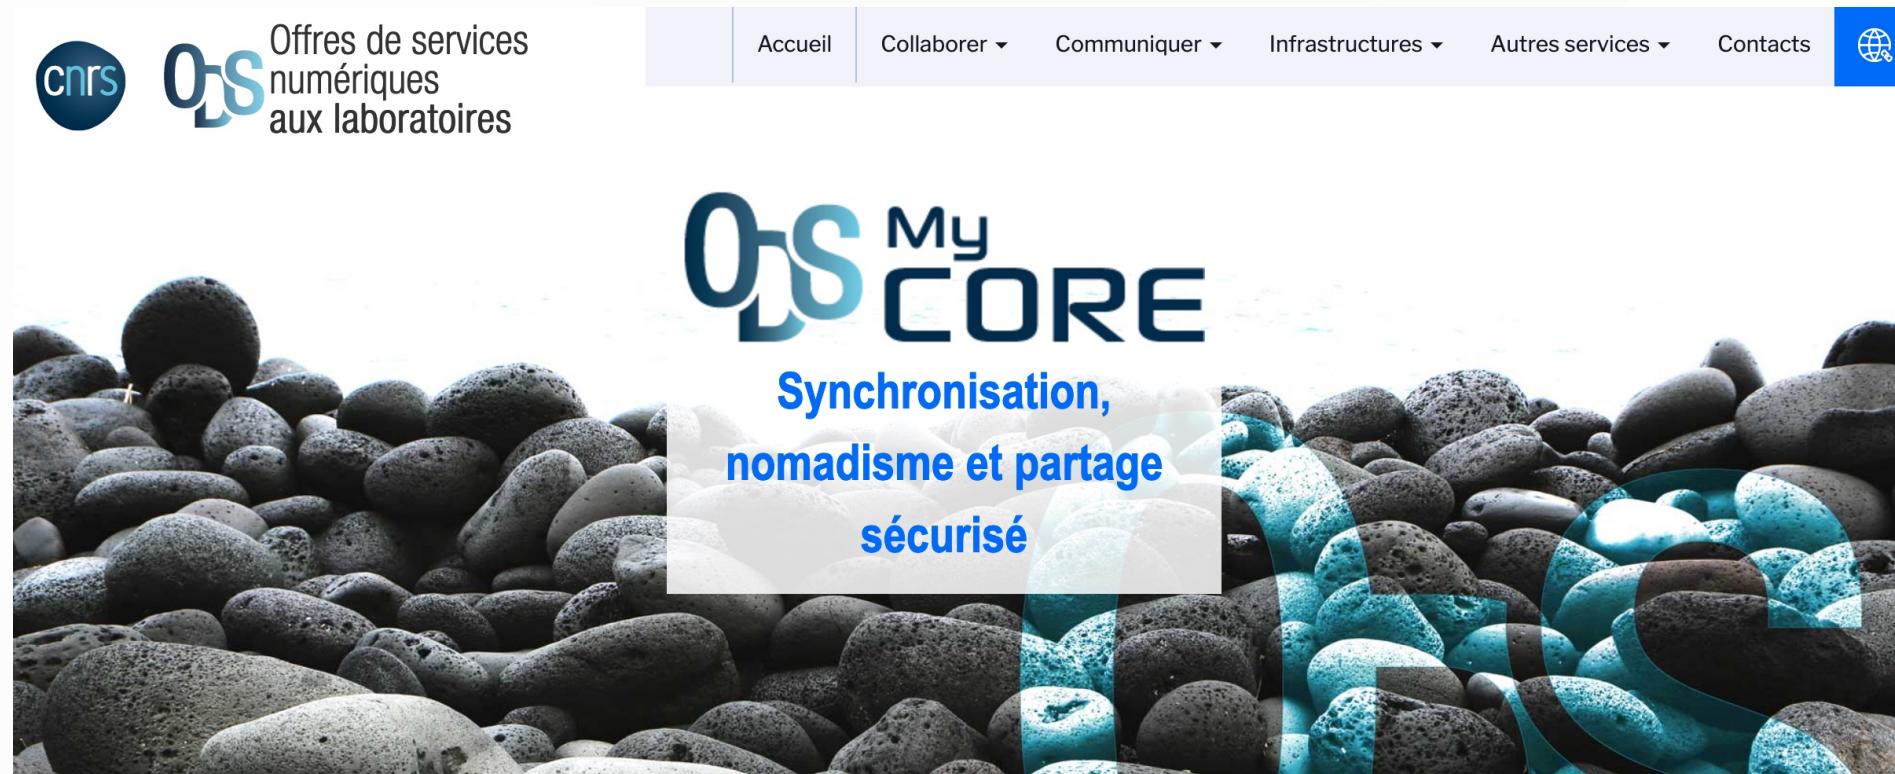 cnrs
ODS
Offres de services
numériques
aux laboratoires
Accueil
Collaborer
Communiquer
Infrastructures
Autres services
Contacts
ODS
My
CORE
Synchronisation,
nomadisme et partage
sécurisé
ODS